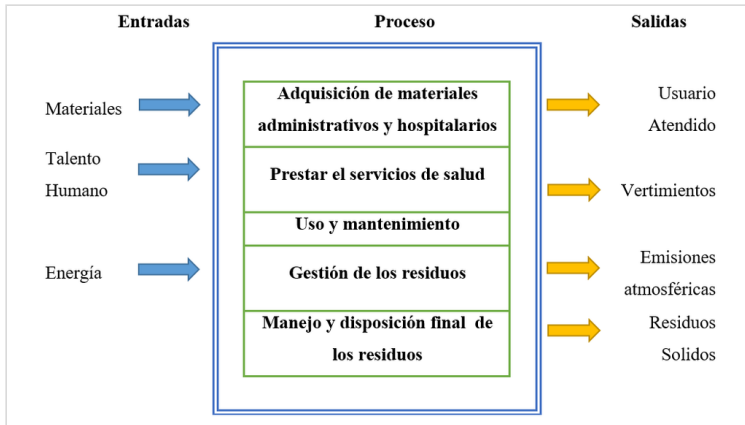 Entradas
Proceso
Salidas
Materiales
Talento
Humano
Energía
Adquisición de materiales
administrativos y hospitalarios
Prestar el servicios de salud
Uso y mantenimiento
Gestión de los residuos
Manejo y disposición final de
los residuos
Usuario
Atendido
Vertimientos
Emisiones
atmosféricas
Residuos
Solidos